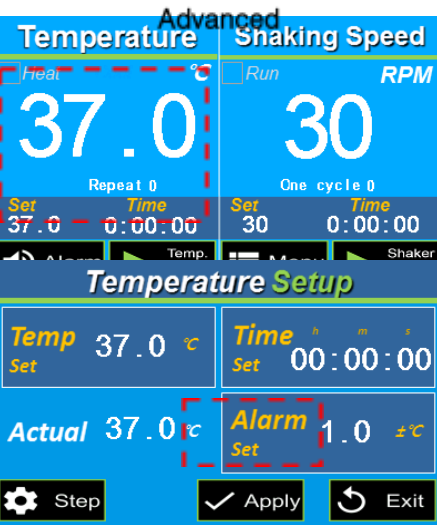 Advanced
Temperature Shaking Speed
Heat °C Run RPM
37.0 30
Repeat 0 One cycle 0
Set Time Set Time
37.0 0:00:00 30 0:00:00
Alarm Temp. Menu Shaker
Temperature Setup
Temp Set 37.0 °C Time Set h m s 00:00:00
Actual 37.0 °C Alarm Set 1.0 ±°C
Step Apply Exit